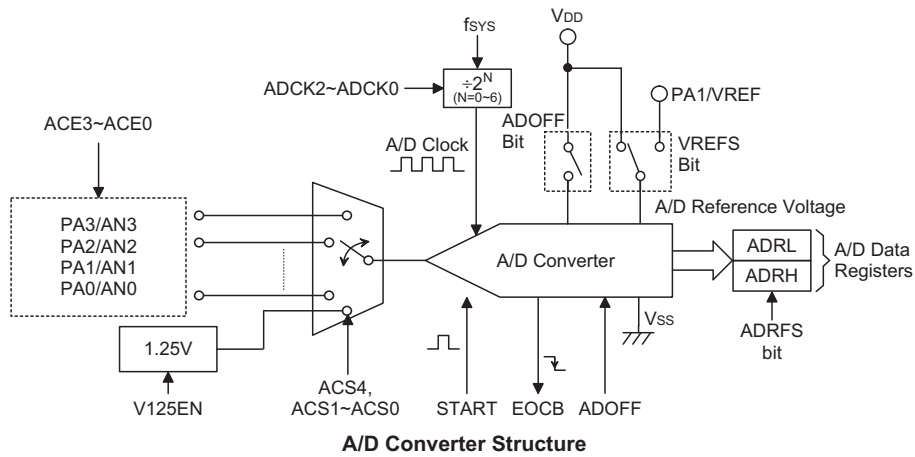 fSYS
VDD
ADCK2~ADCK0
÷2^N
(N=0~6)
PA1/VREF
ADOFF
Bit
VREFS
Bit
ACE3~ACE0
A/D Clock
A/D Reference Voltage
PA3/AN3
PA2/AN2
PA1/AN1
PA0/AN0
A/D Converter
ADRL
ADRH
A/D Data
Registers
VSS
1.25V
ADRFS
bit
V125EN
ACS4,
ACS1~ACS0
START
EOCB
ADOFF
A/D Converter Structure